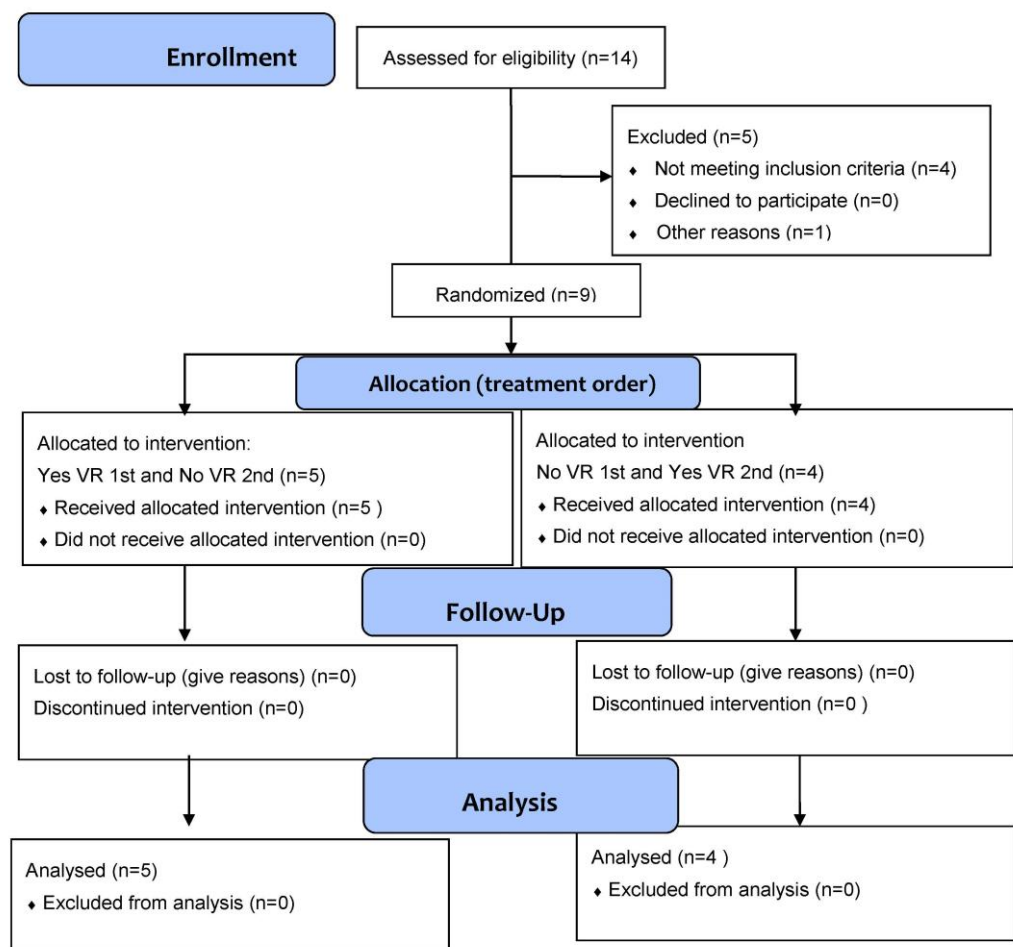 Enrollment
Assessed for eligibility (n=14)
Excluded (n=5)
♦ Not meeting inclusion criteria (n=4)
♦ Declined to participate (n=0)
♦ Other reasons (n=1)
Randomized (n=9)
Allocation (treatment order)
Allocated to intervention:
Yes VR 1st and No VR 2nd (n=5)
♦ Received allocated intervention (n=5 )
♦ Did not receive allocated intervention (n=0)
Allocated to intervention
No VR 1st and Yes VR 2nd (n=4)
♦ Received allocated intervention (n=4)
♦ Did not receive allocated intervention (n=0)
Follow-Up
Lost to follow-up (give reasons) (n=0)
Discontinued intervention (n=0)
Lost to follow-up (give reasons) (n=0)
Discontinued intervention (n=0 )
Analysis
Analysed (n=5)
♦ Excluded from analysis (n=0)
Analysed (n=4 )
♦ Excluded from analysis (n=0)